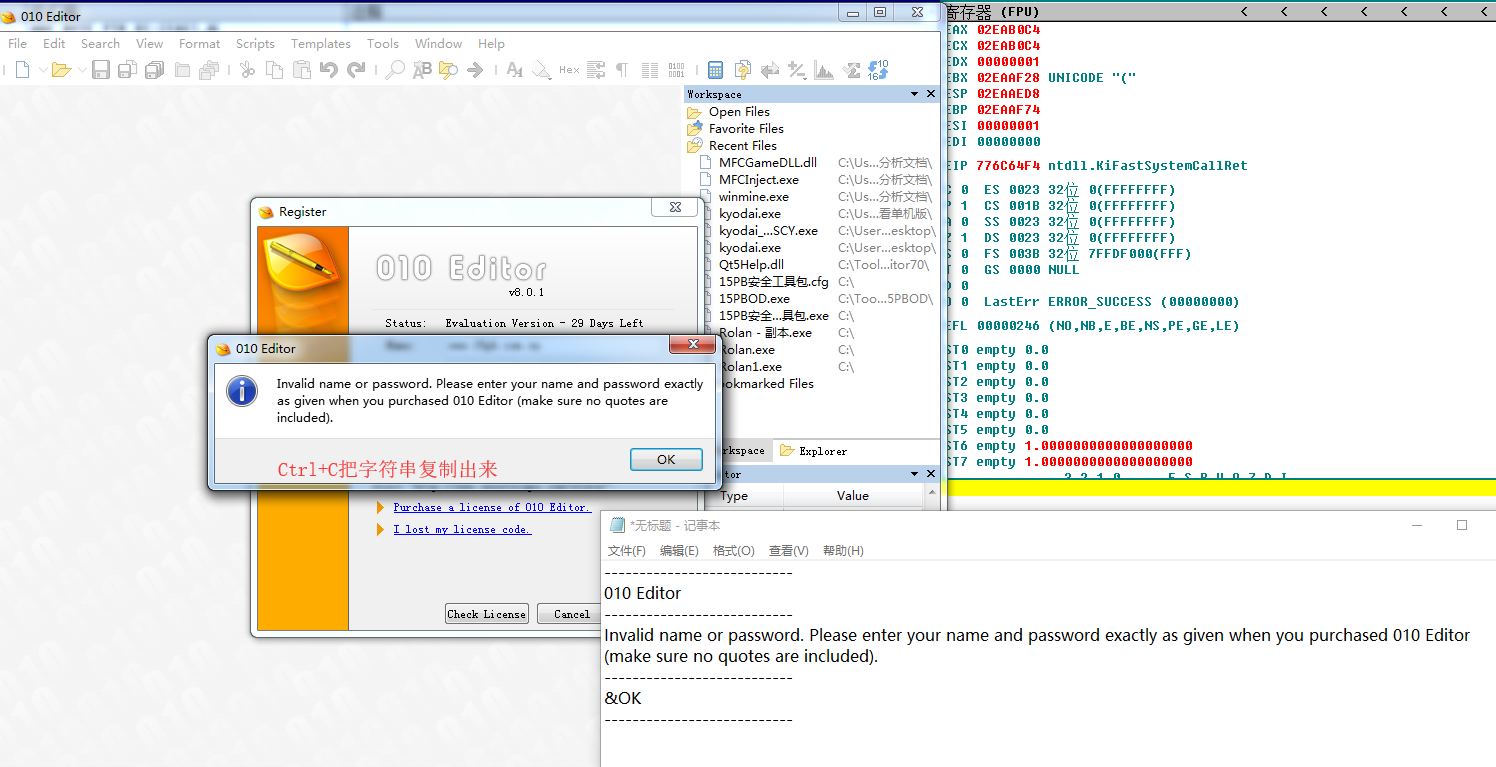 010 Editor
File Edit Search View Format Scripts Templates Tools Window Help
Hex
Workspace
Open Files
Favorite Files
Recent Files
MFCGameDLL.dll C:\Us...分析文档\
MFCInject.exe C:\Us...分析文档\
winmine.exe C:\Us...分析文档\
kyodai.exe C:\Us...看单机版\
kyodai_...SCY.exe C:\User...esktop\
kyodai.exe C:\User...esktop\
Qt5Help.dll C:\Tool...itor70\
15PB安全工具包.cfg C:\
15PBOD.exe C:\Too...5PBOD\
15PB安全...具包.exe C:\
Rolan - 副本.exe C:\
Rolan.exe C:\
Rolan1.exe C:\
ookmarked Files
rkspace Explorer
tor
Type Value
Register
010 Editor
v8.0.1
Status: Evaluation Version - 29 Days Left
010 Editor
Invalid name or password. Please enter your name and password exactly
as given when you purchased 010 Editor (make sure no quotes are
included).
Ctrl+C把字符串复制出来
OK
Purchase a license of 010 Editor.
I lost my license code.
Check License Cancel
寄存器 (FPU) < < < < < < <
EAX 02EAB0C4
ECX 02EAB0C4
EDX 00000001
EBX 02EAAF28 UNICODE "("
ESP 02EAAED8
EBP 02EAAF74
ESI 00000001
EDI 00000000
EIP 776C64F4 ntdll.KiFastSystemCallRet
C 0 ES 0023 32位 0(FFFFFFFF)
P 1 CS 001B 32位 0(FFFFFFFF)
A 0 SS 0023 32位 0(FFFFFFFF)
Z 1 DS 0023 32位 0(FFFFFFFF)
S 0 FS 003B 32位 7FFDF000(FFF)
T 0 GS 0000 NULL
D 0
O 0 LastErr ERROR_SUCCESS (00000000)
EFL 00000246 (NO,NB,E,BE,NS,PE,GE,LE)
ST0 empty 0.0
ST1 empty 0.0
ST2 empty 0.0
ST3 empty 0.0
ST4 empty 0.0
ST5 empty 0.0
ST6 empty 1.0000000000000000000
ST7 empty 1.0000000000000000000
3 2 1 0 E S P U O Z D I
*无标题 - 记事本
文件(F) 编辑(E) 格式(O) 查看(V) 帮助(H)
---------------------------
010 Editor
---------------------------
Invalid name or password. Please enter your name and password exactly as given when you purchased 010 Editor
(make sure no quotes are included).
---------------------------
&OK
---------------------------